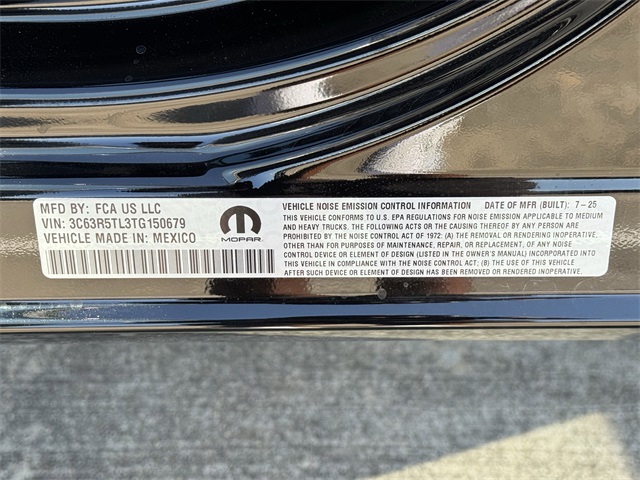 MFD BY: FCA US LLC
VIN: 3C63R5TL3TG150679
VEHICLE MADE IN: MEXICO
MOPAR
VEHICLE NOISE EMISSION CONTROL INFORMATION DATE OF MFR (BUILT): 7-25
THIS VEHICLE CONFORMS TO U.S. EPA REGULATIONS FOR NOISE EMISSION APPLICABLE TO MEDIUM
AND HEAVY TRUCKS. THE FOLLOWING ACTS OR THE CAUSING THEREOF BY ANY PERSON ARE
PROHIBITED BY THE NOISE CONTROL ACT OF 1972: (A) THE REMOVAL OR RENDERING INOPERATIVE,
OTHER THAN FOR PURPOSES OF MAINTENANCE, REPAIR, OR REPLACEMENT, OF ANY NOISE
CONTROL DEVICE OR ELEMENT OF DESIGN (LISTED IN THE OWNER'S MANUAL) INCORPORATED INTO
THIS VEHICLE IN COMPLIANCE WITH THE NOISE CONTROL ACT; (B) THE USE OF THIS VEHICLE AFTER
SUCH DEVICE OR ELEMENT OF DESIGN HAS BEEN REMOVED OR RENDERED INOPERATIVE.